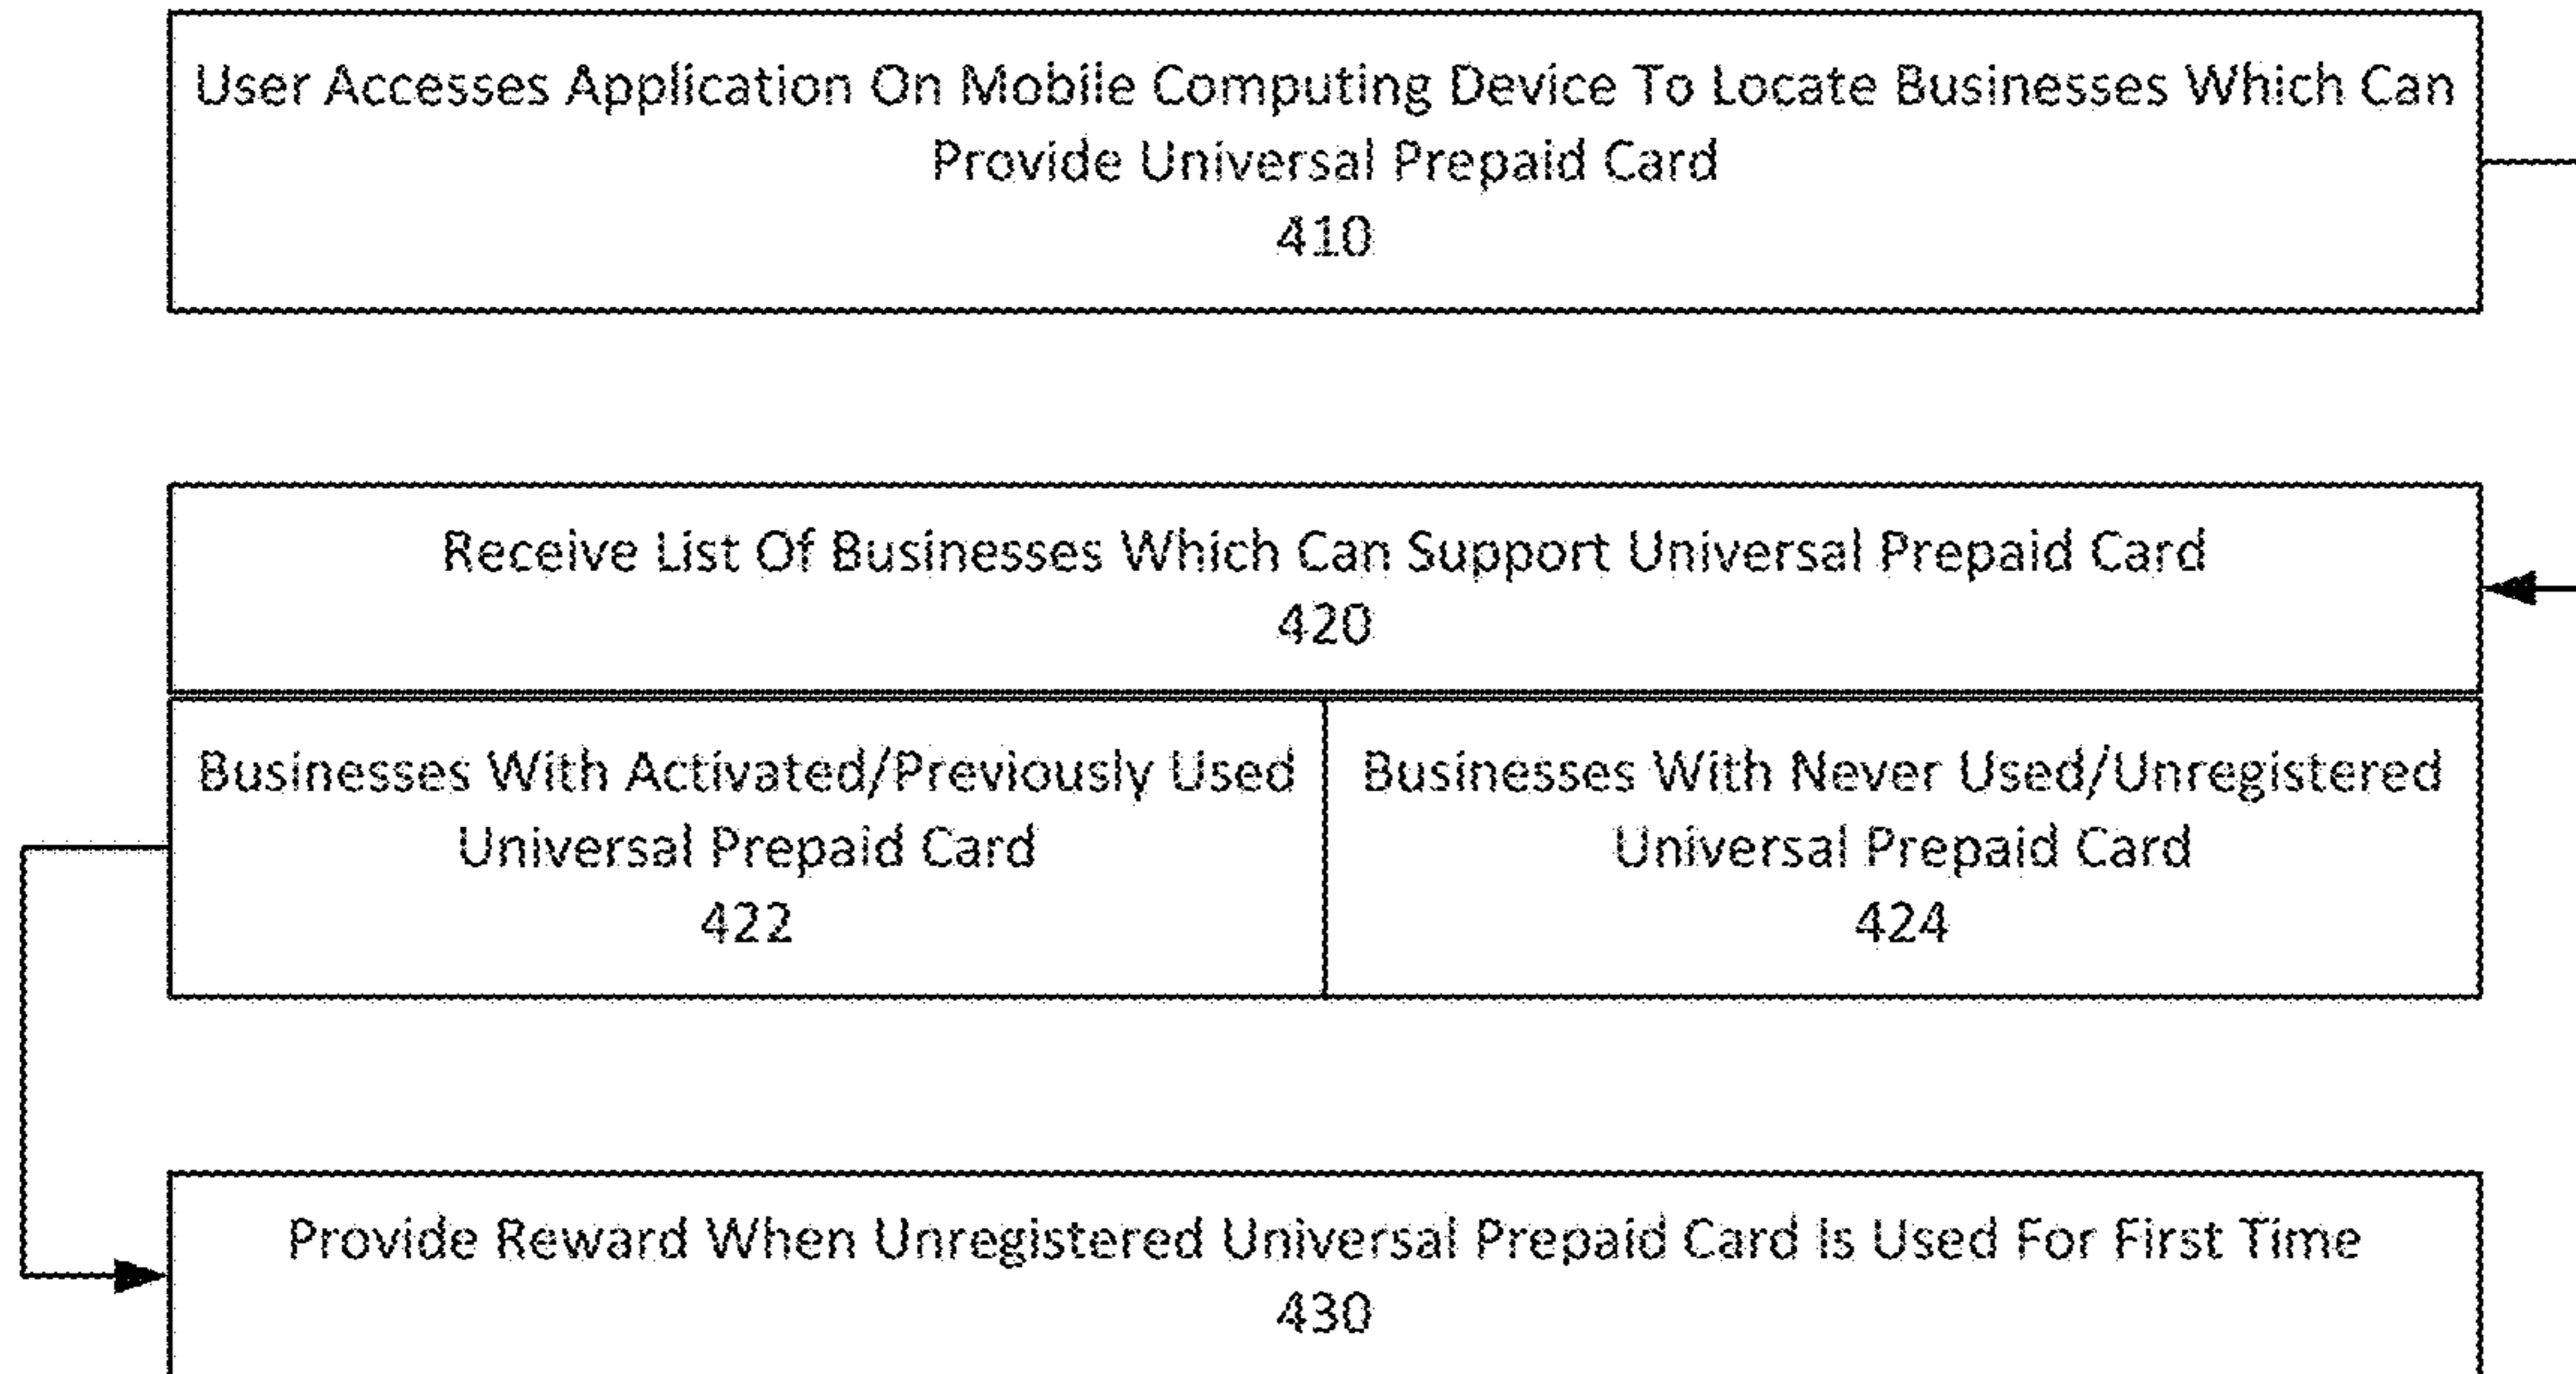 User Accesses Application On Mobile Computing Device To Locate Businesses Which Can
Provide Universal Prepaid Card
410
Receive List Of Businesses Which Can Support Universal Prepaid Card
420
Businesses With Activated/Previously Used
Universal Prepaid Card
422
Businesses With Never Used/Unregistered
Universal Prepaid Card
424
Provide Reward When Unregistered Universal Prepaid Card Is Used For First Time
430